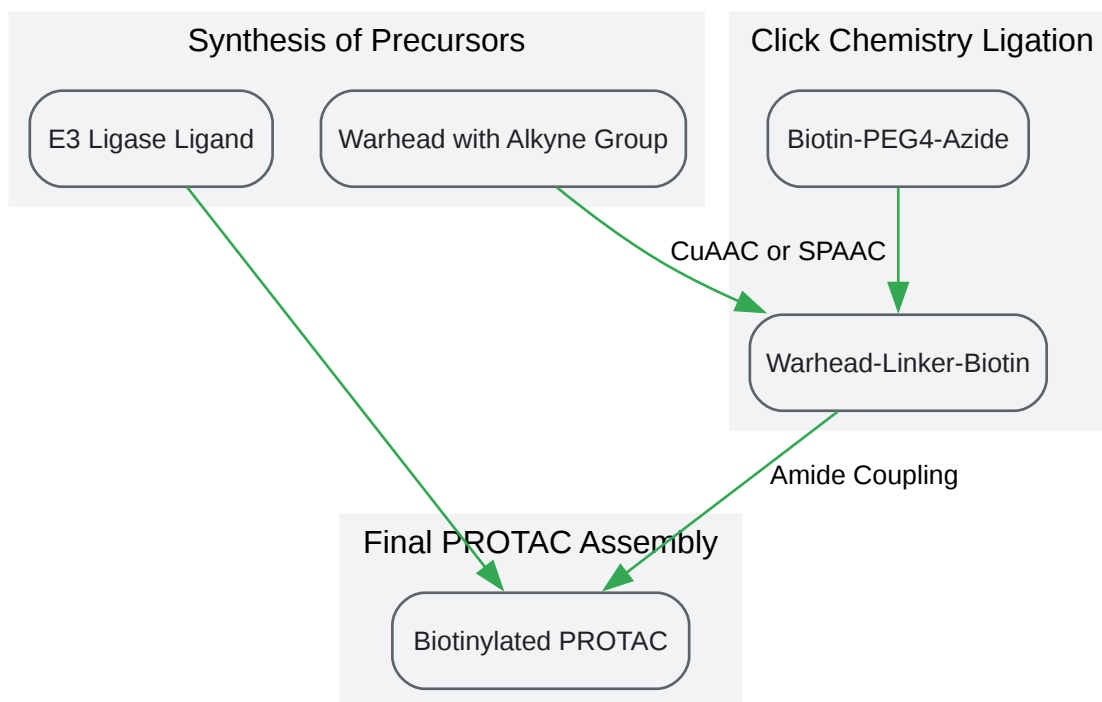 Synthesis of Precursors
Click Chemistry Ligation
E3 Ligase Ligand
Warhead with Alkyne Group
Biotin-PEG4-Azide
CuAAC or SPAAC
Warhead-Linker-Biotin
Amide Coupling
Final PROTAC Assembly
Biotinylated PROTAC